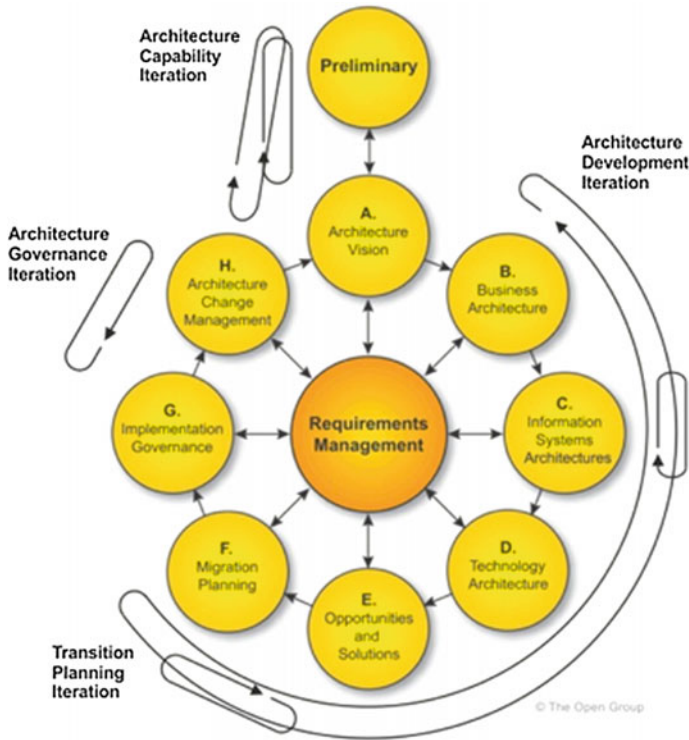 Architecture
Capability
Iteration
Preliminary
Architecture
Development
Iteration
A.
Architecture
Vision
Architecture
Governance
Iteration
H.
Architecture
Change
Management
B.
Business
Architecture
G.
Implementation
Governance
Requirements
Management
C.
Information
Systems
Architectures
F.
Migration
Planning
D.
Technology
Architecture
E.
Opportunities
and
Solutions
Transition
Planning
Iteration
© The Open Group